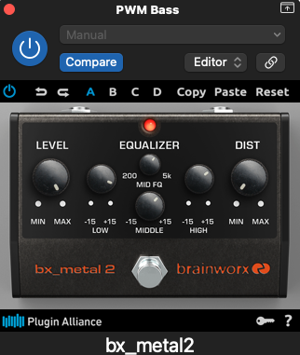 PWM Bass
Manual
Compare
Editor
A B C D Copy Paste Reset
LEVEL EQUALIZER DIST
200 5k
MID FQ
MIN MAX -15 +15 -15 +15 -15 +15 MIN MAX
LOW MIDDLE HIGH
bx_metal 2 brainworx
Plugin Alliance ?
bx_metal2